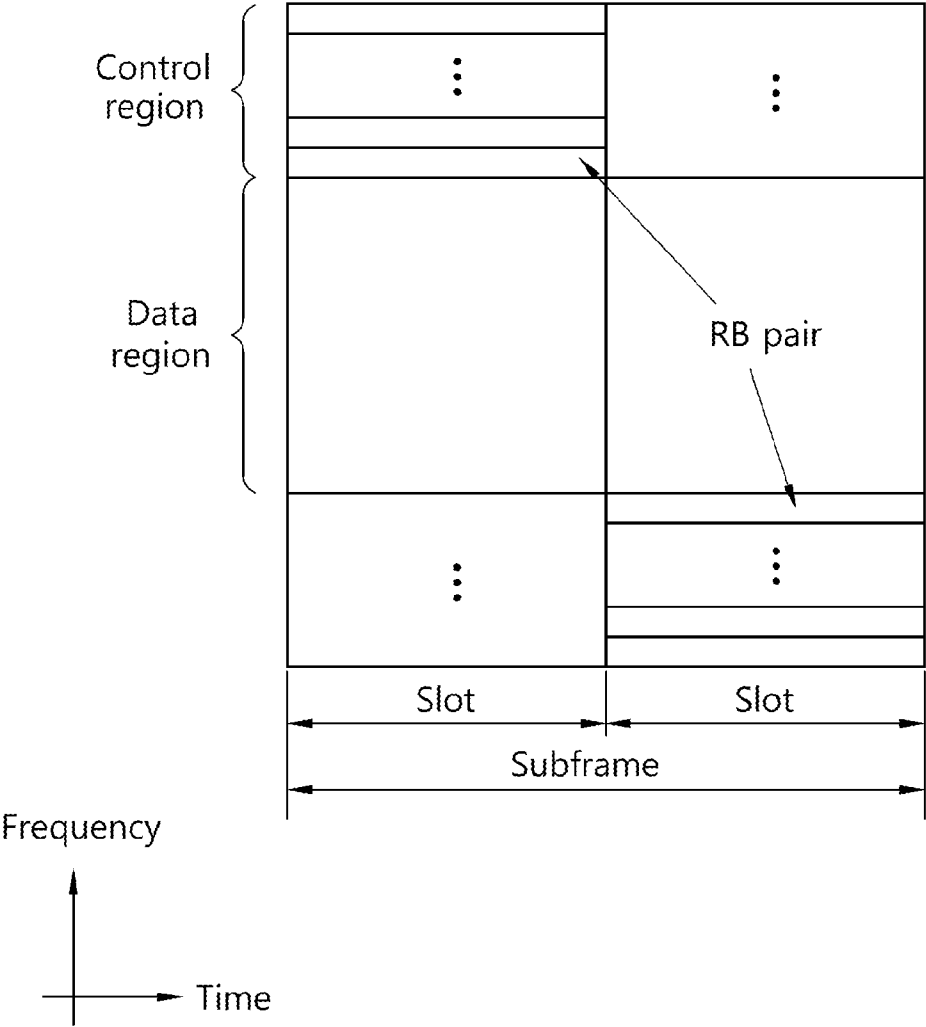 Control
region
Data
region
RB pair
Slot
Slot
Subframe
Frequency
Time